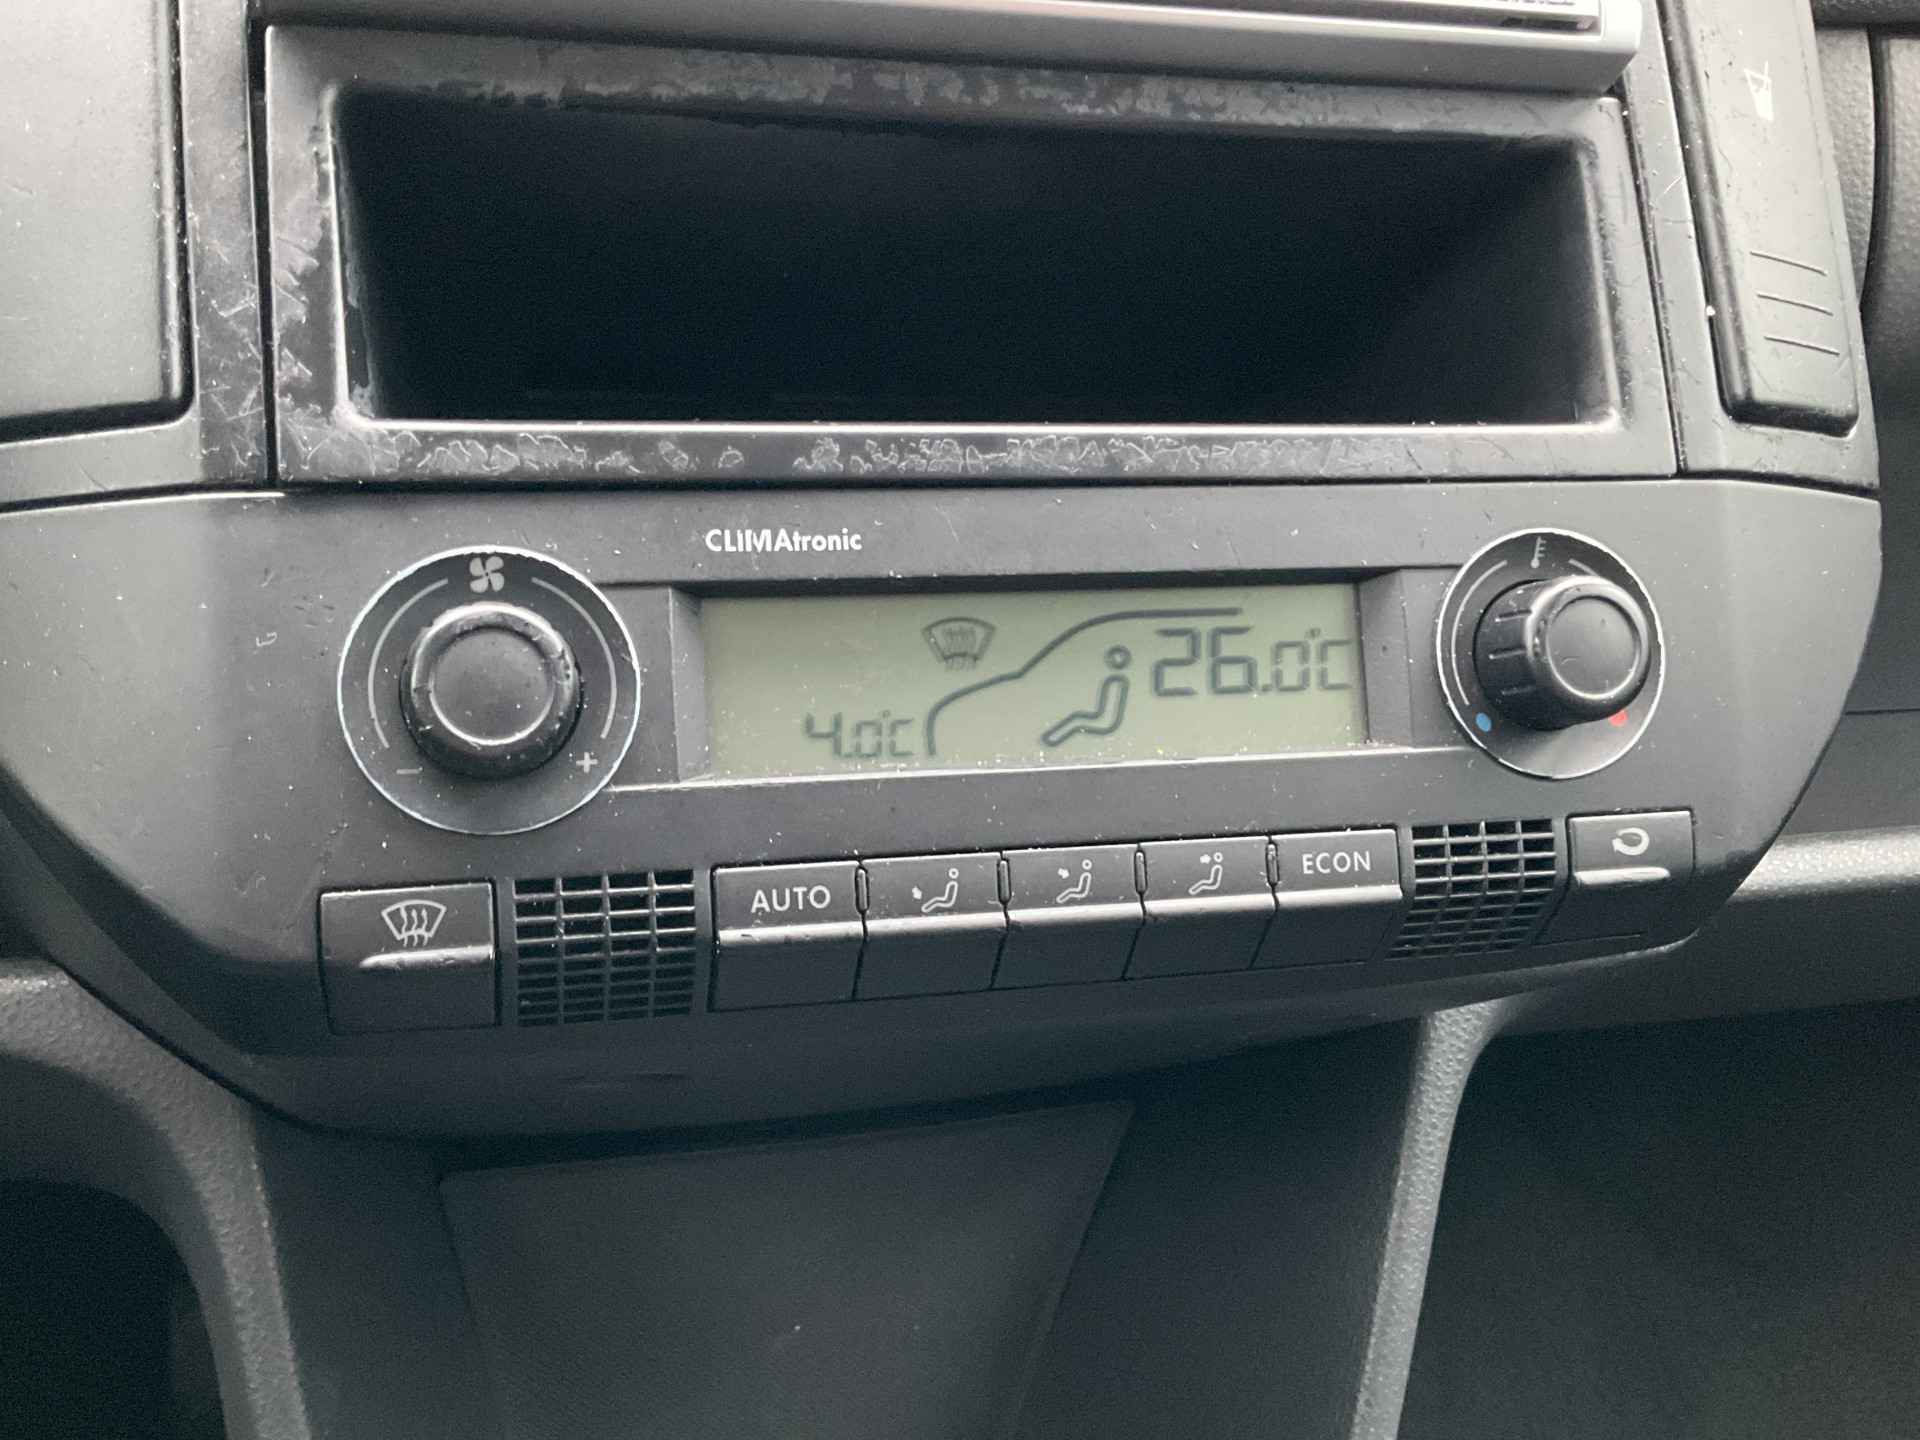 CLIMAtronic
26.0°C
4.0°C
- +
AUTO ECON